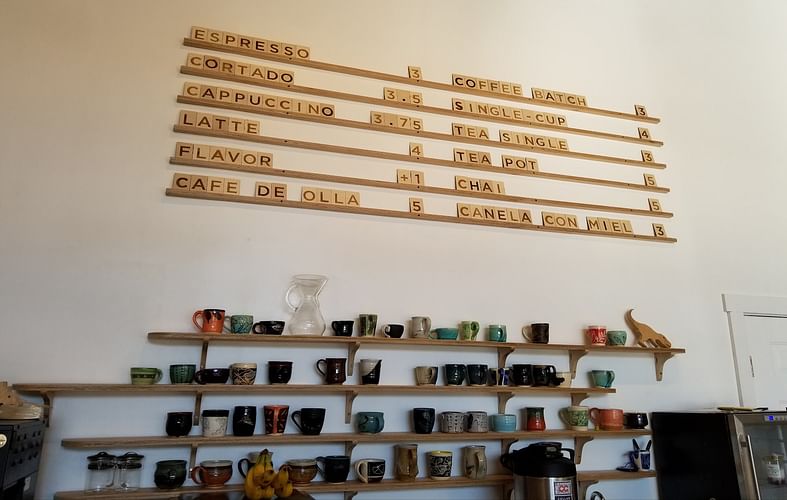 ESPRESSO 3
CORTADO 3.5
CAPPUCCINO 3.75
LATTE 4
FLAVOR +1
CAFE DE OLLA 5
COFFEE BATCH 3
SINGLE-CUP 4
TEA SINGLE 3
TEA POT 5
CHAI 5
CANELA CON MIEL 3